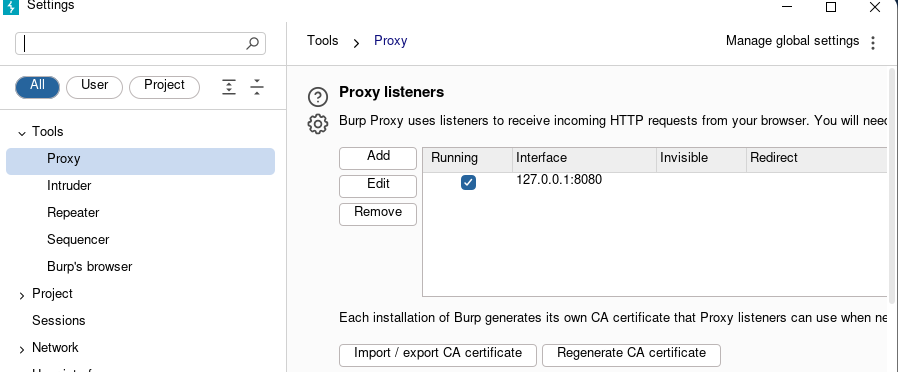 Settings
Tools > Proxy
Manage global settings
All
User
Project
Tools
Proxy
Intruder
Repeater
Sequencer
Burp's browser
Project
Sessions
Network
Proxy listeners
Burp Proxy uses listeners to receive incoming HTTP requests from your browser. You will need
Add
Edit
Remove
Running Interface Invisible Redirect
127.0.0.1:8080
Each installation of Burp generates its own CA certificate that Proxy listeners can use when ne
Import / export CA certificate
Regenerate CA certificate